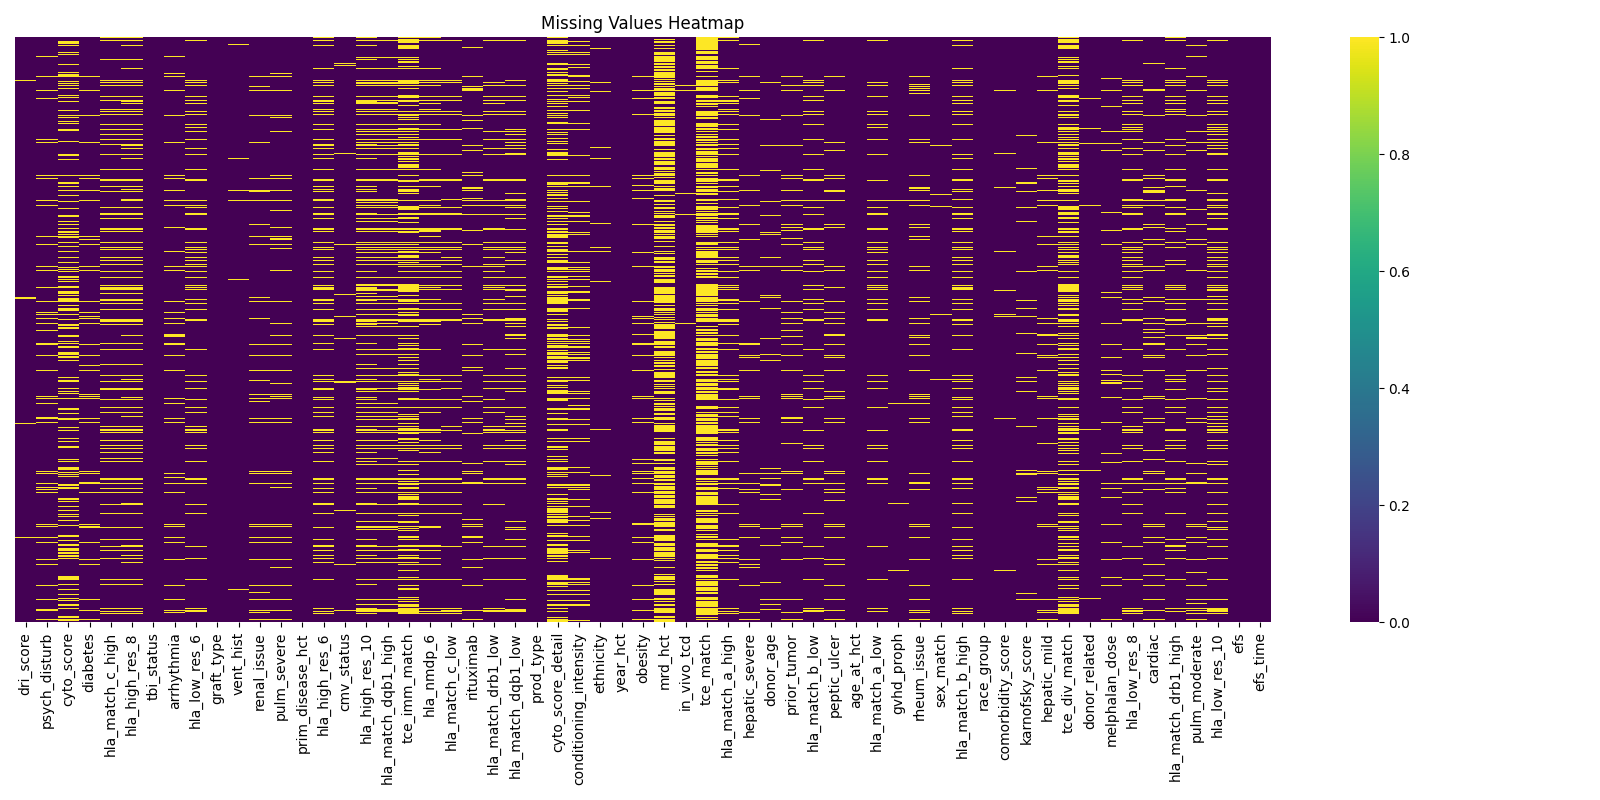 Missing Values Heatmap
1.0
0.8
0.6
0.4
0.2
0.0
dri_score
psych_disturb
cyto_score
diabetes
hla_match_c_high
hla_high_res_8
tbi_status
arrhythmia
hla_low_res_6
graft_type
vent_hist
renal_issue
pulm_severe
prim_disease_hct
hla_high_res_6
cmv_status
hla_high_res_10
hla_match_dqb1_high
tce_imm_match
hla_nmdp_6
hla_match_c_low
rituximab
hla_match_drb1_low
hla_match_dqb1_low
prod_type
cyto_score_detail
conditioning_intensity
ethnicity
year_hct
obesity
mrd_hct
in_vivo_tcd
tce_match
hla_match_a_high
hepatic_severe
donor_age
prior_tumor
hla_match_b_low
peptic_ulcer
age_at_hct
hla_match_a_low
gvhd_proph
rheum_issue
sex_match
hla_match_b_high
race_group
comorbidity_score
karnofsky_score
hepatic_mild
tce_div_match
donor_related
melphalan_dose
hla_low_res_8
cardiac
hla_match_drb1_high
pulm_moderate
hla_low_res_10
efs
efs_time